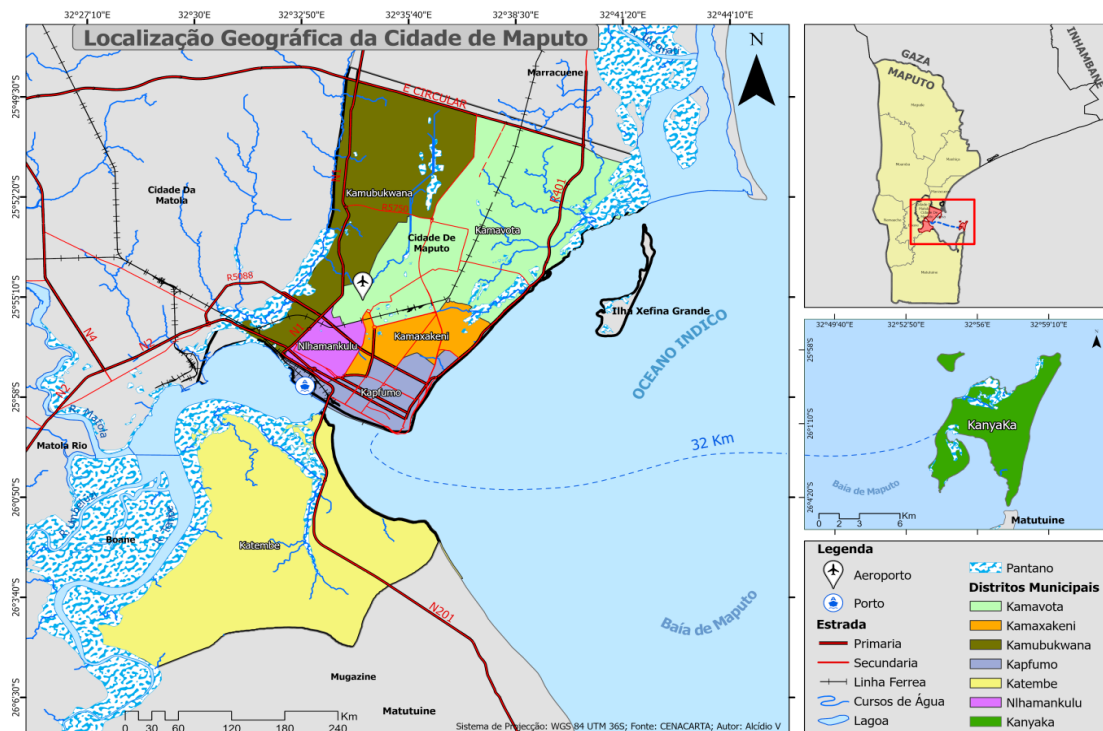 32°27'10"E 32°30'E 32°32'50"E 32°35'40"E 32°38'30"E 32°41'20"E 32°44'10"E
Localização Geográfica da Cidade de Maputo
N
Marracuene
E CIRCULAR
25°49'30"S
25°52'20"S
25°55'10"S
25°58'S
26°0'50"S
26°3'40"S
26°6'30"S
Cidade Da
Matola
Kamubukwana
R401
Kamavota
Cidade De
Maputo
R5088
N4
N2
N1
N2
Nlhamankulu
Kamaxakeni
Kapfumo
Ilha Xefina Grande
OCEANO INDICO
32 Km
R. Matola
Matola Rio
Boane
Katembe
N201
Baía de Maputo
Mugazine
Matutuine
0 15 30 60 120 180 240
Km
Sistema de Projecção: WGS 84 UTM 36S; Fonte: CENACARTA; Autor: Alcídio V
GAZA
MAPUTO
INHAMBANE
Matutuine
32°49'40"E 32°52'50"E 32°56'E 32°59'10"E
25°58'S
26°1'10"S
26°4'20"S
KanyaKa
Baía de Maputo
0 1 2 3 6
Km
Matutuine
Legenda
Aeroporto
Porto
Estrada
Primaria
Secundaria
Linha Ferrea
Cursos de Água
Lagoa
Pantano
Distritos Municipais
Kamavota
Kamaxakeni
Kamubukwana
Kapfumo
Katembe
Nlhamankulu
Kanyaka